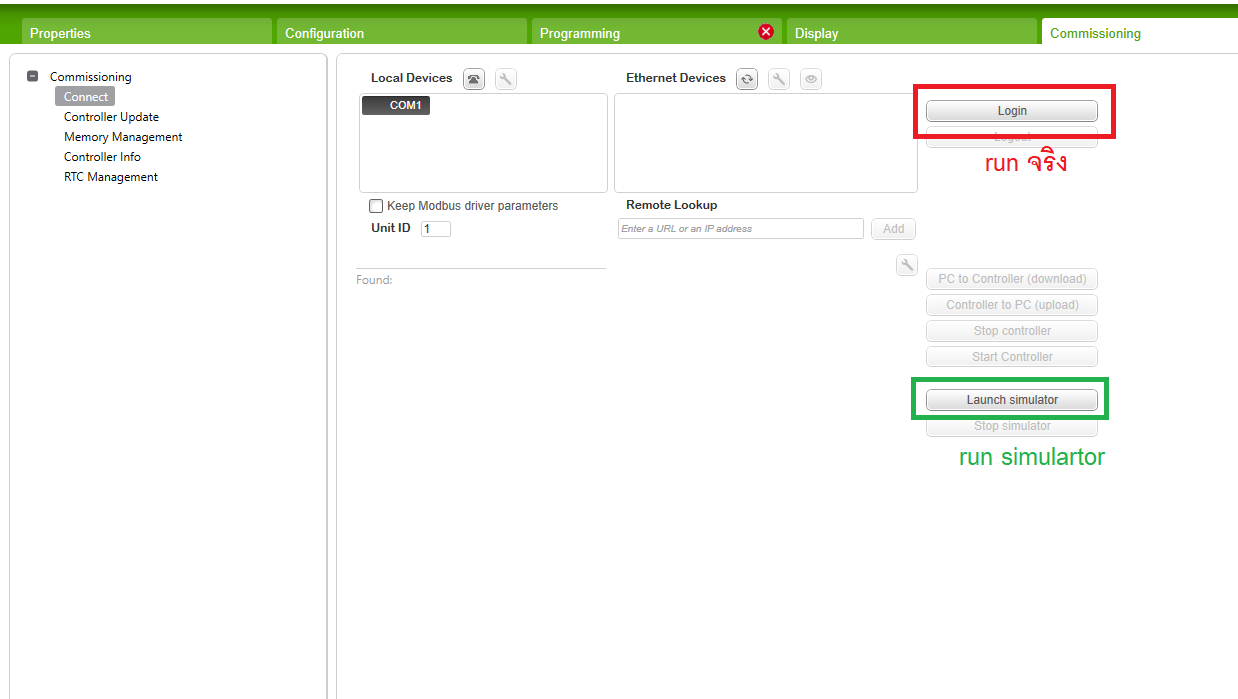 Properties
Configuration
Programming
Display
Commissioning
Commissioning
Connect
Controller Update
Memory Management
Controller Info
RTC Management
Local Devices
COM1
Keep Modbus driver parameters
Unit ID
1
Found:
Ethernet Devices
Remote Lookup
Enter a URL or an IP address
Add
Login
Logout
run จริง
PC to Controller (download)
Controller to PC (upload)
Stop controller
Start Controller
Launch simulator
Stop simulator
run simulartor